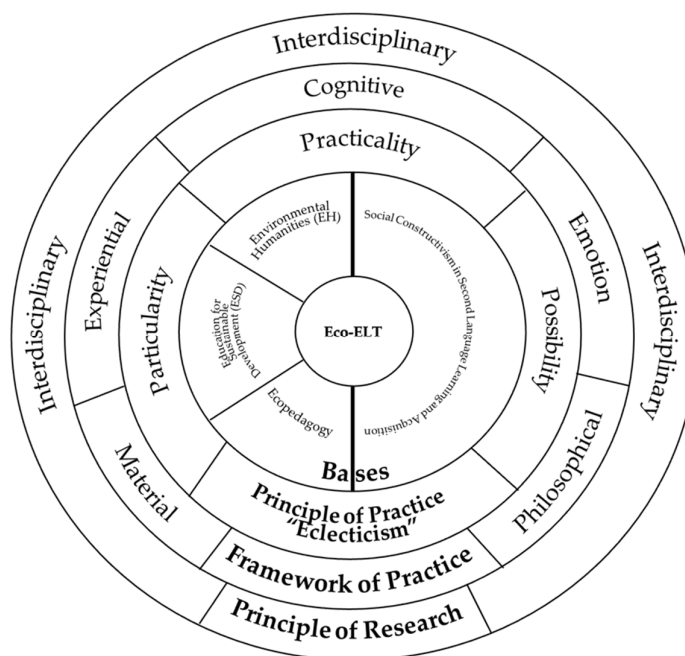 Interdisciplinary
Cognitive
Practicality
Environmental
Humanities (EH)
Social Constructivism in Second Language Learning and Acquisition
Interdisciplinary
Experiential
Particularity
Education for
Sustainable
Development (ESD)
Eco-ELT
Possibility
Emotion
Interdisciplinary
Ecopedagogy
Material
Philosophical
Bases
Principle of Practice
"Eclecticism"
Framework of Practice
Principle of Research